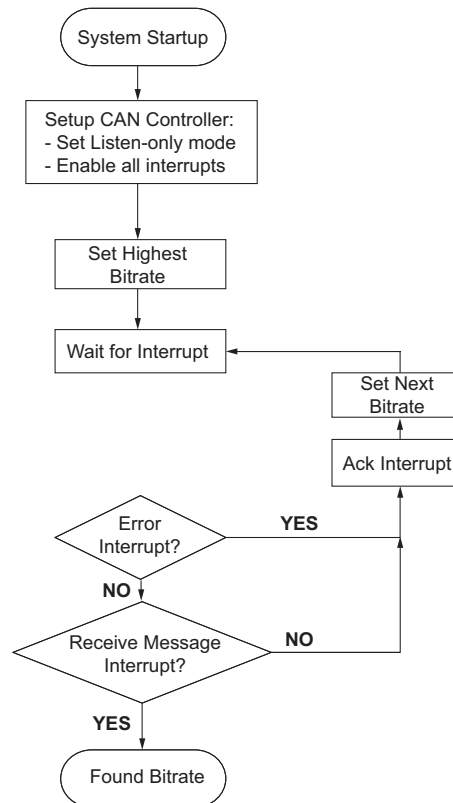 System Startup
Setup CAN Controller:
- Set Listen-only mode
- Enable all interrupts
Set Highest
Bitrate
Wait for Interrupt
Set Next
Bitrate
Ack Interrupt
Error
Interrupt?
YES
NO
Receive Message
Interrupt?
NO
YES
Found Bitrate